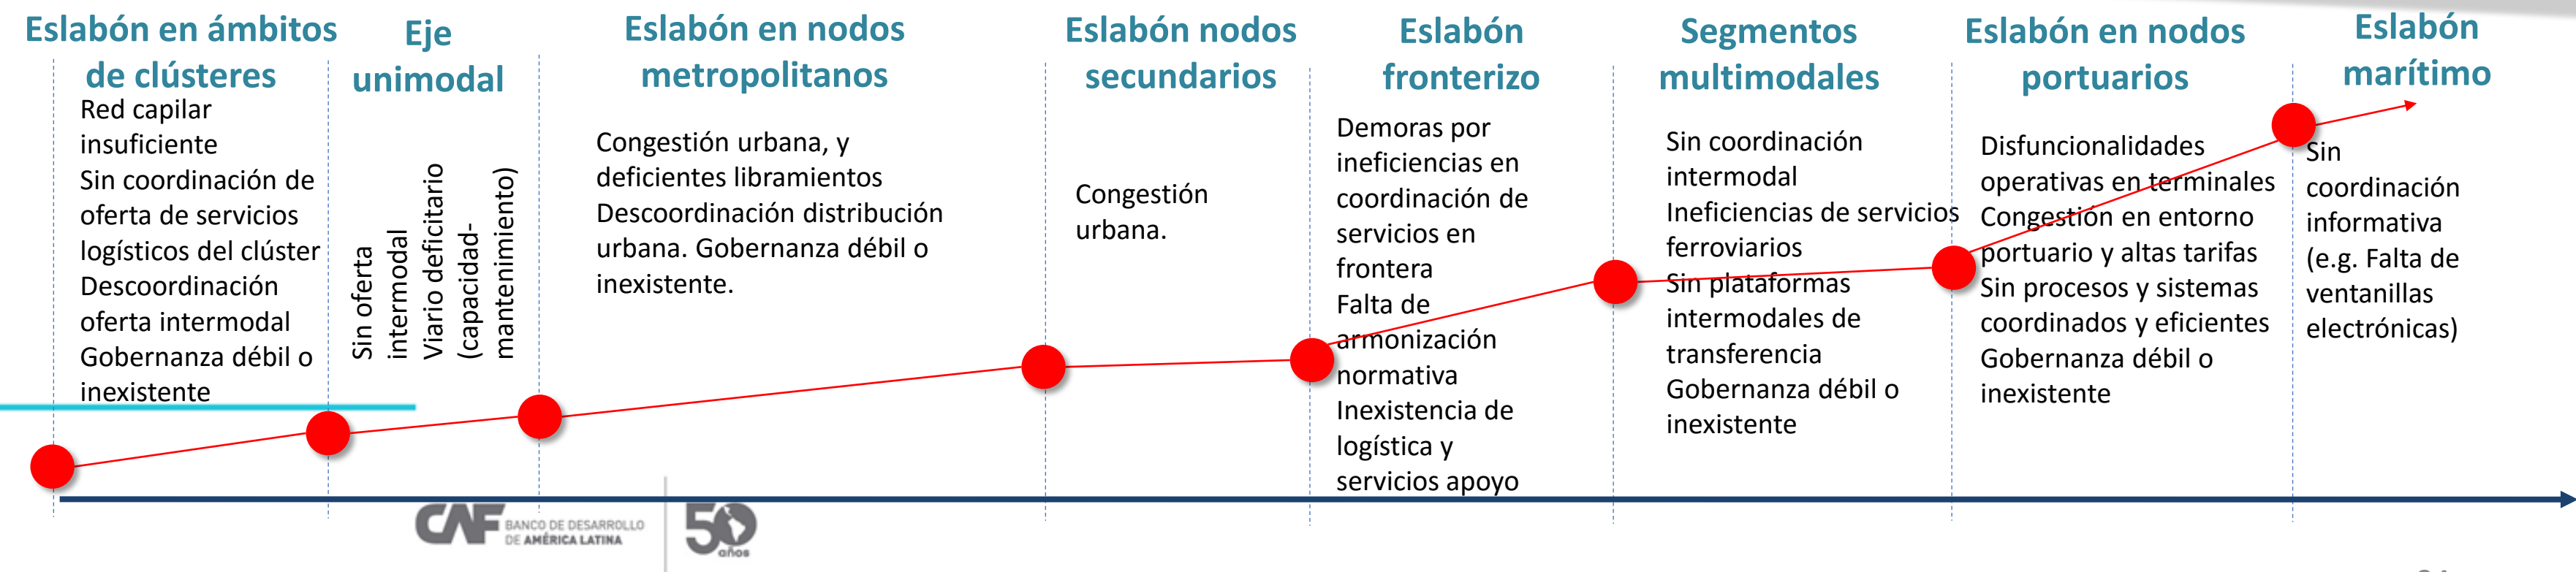 Eslabón en ámbitos
de clústeres
Red capilar
insuficiente
Sin coordinación de
oferta de servicios
logísticos del clúster
Descoordinación
oferta intermodal
Gobernanza débil o
inexistente
Eje
unimodal
Sin oferta
intermodal
Viario deficitario
(capacidad-
mantenimiento)
Eslabón en nodos
metropolitanos
Congestión urbana, y
deficientes libramientos
Descoordinación distribución
urbana. Gobernanza débil o
inexistente.
Eslabón nodos
secundarios
Congestión
urbana.
Eslabón
fronterizo
Demoras por
ineficiencias en
coordinación de
servicios en
frontera
Falta de
armonización
normativa
Inexistencia de
logística y
servicios apoyo
Segmentos
multimodales
Sin coordinación
intermodal
Ineficiencias de servicios
ferroviarios
Sin plataformas
intermodales de
transferencia
Gobernanza débil o
inexistente
Eslabón en nodos
portuarios
Disfuncionalidades
operativas en terminales
Congestión en entorno
portuario y altas tarifas
Sin procesos y sistemas
coordinados y eficientes
Gobernanza débil o
inexistente
Eslabón
marítimo
Sin
coordinación
informativa
(e.g. Falta de
ventanillas
electrónicas)
CAF BANCO DE DESARROLLO
DE AMÉRICA LATINA
50
años